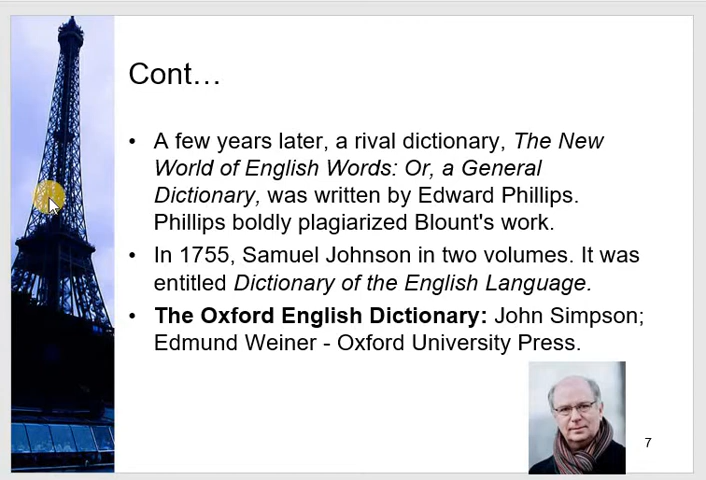 Cont…
• A few years later, a rival dictionary, The New
World of English Words: Or, a General
Dictionary, was written by Edward Phillips.
Phillips boldly plagiarized Blount's work.
• In 1755, Samuel Johnson in two volumes. It was
entitled Dictionary of the English Language.
• The Oxford English Dictionary: John Simpson;
Edmund Weiner - Oxford University Press.
7